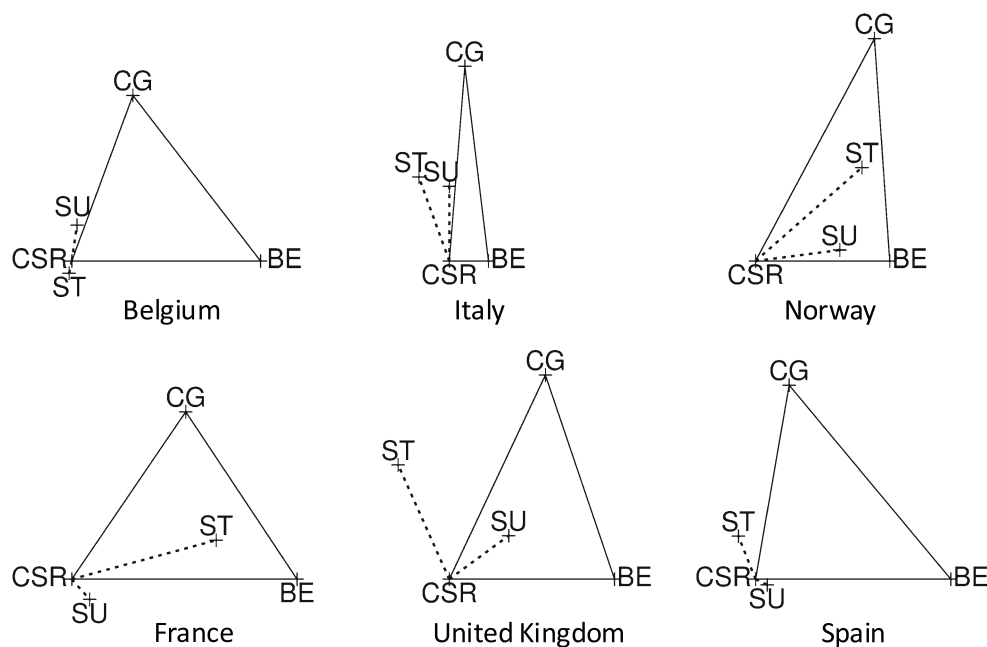 CG
SU
CSR
BE
ST
Belgium
CG
ST
SU
CSR
BE
Italy
CG
ST
SU
CSR
BE
Norway
CG
ST
CSR
BE
SU
France
CG
ST
SU
CSR
BE
United Kingdom
CG
ST
CSR
BE
SU
Spain